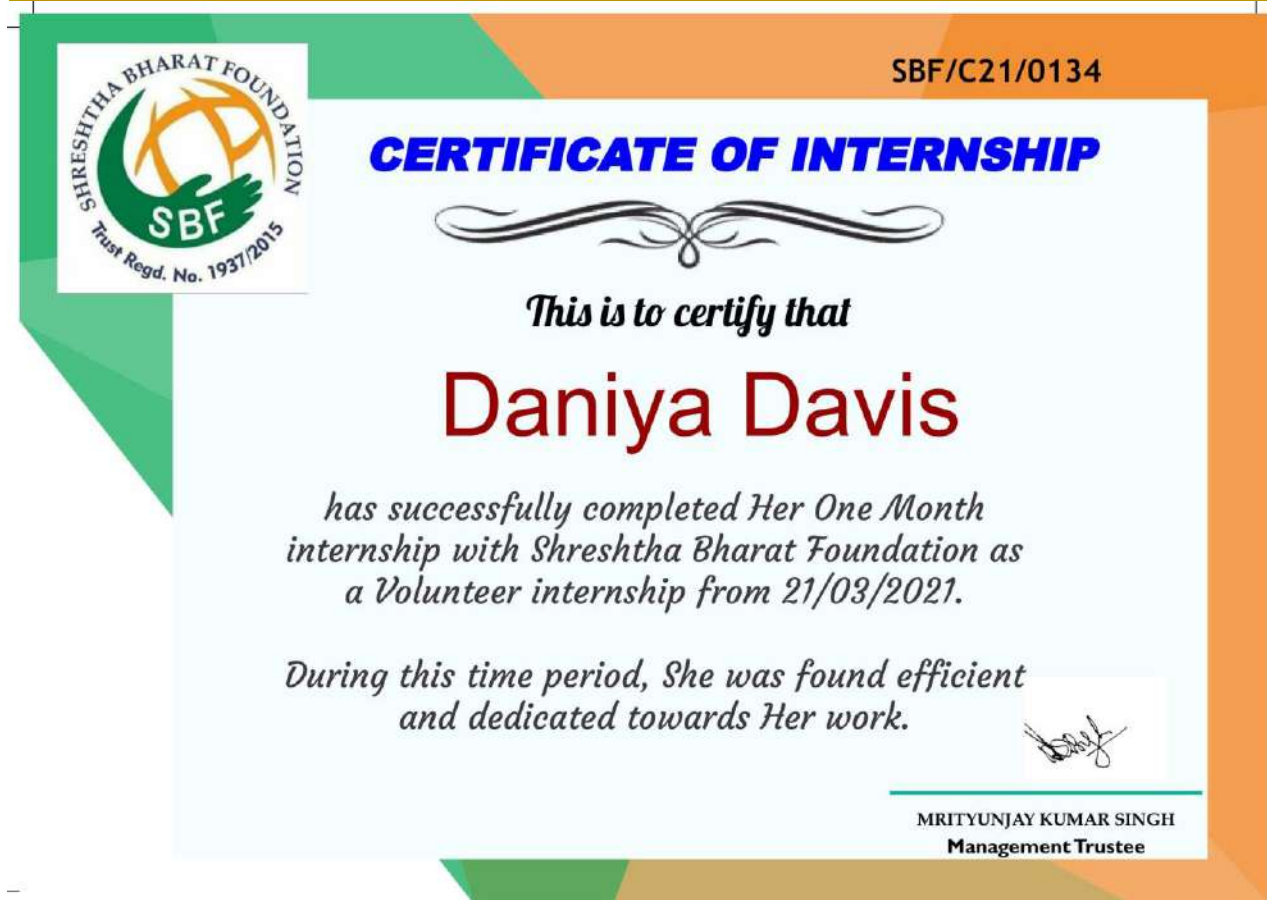 SHRESHTHA BHARAT FOUNDATION
SBF
Trust Regd. No. 1937/2015
SBF/C21/0134
CERTIFICATE OF INTERNSHIP
This is to certify that
Daniya Davis
has successfully completed Her One Month
internship with Shreshtha Bharat Foundation as
a Volunteer internship from 21/03/2021.
During this time period, She was found efficient
and dedicated towards Her work.
MRITYUNJAY KUMAR SINGH
Management Trustee